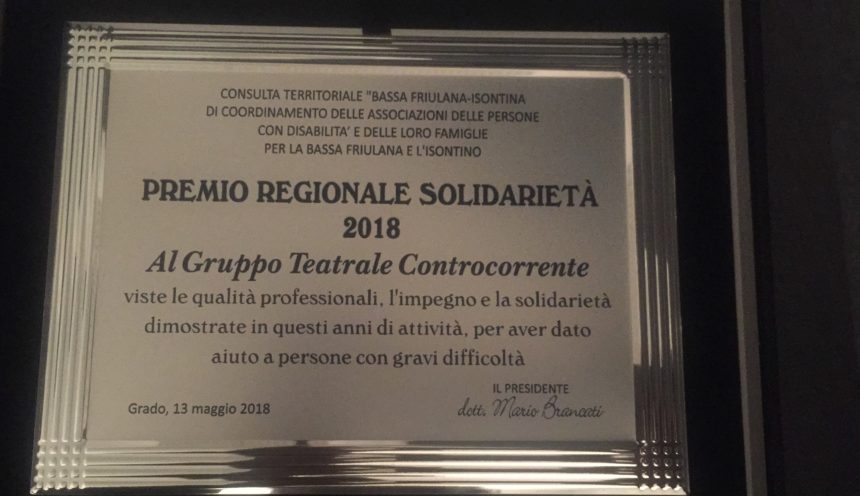 CONSULTA TERRITORIALE "BASSA FRIULANA-ISONTINA
DI COORDINAMENTO DELLE ASSOCIAZIONI DELLE PERSONE
CON DISABILITA' E DELLE LORO FAMIGLIE
PER LA BASSA FRIULANA E L'ISONTINO
PREMIO REGIONALE SOLIDARIETÀ
2018
Al Gruppo Teatrale Controcorrente
viste le qualità professionali, l'impegno e la solidarietà
dimostrate in questi anni di attività, per aver dato
aiuto a persone con gravi difficoltà
IL PRESIDENTE
Grado, 13 maggio 2018
dott. Mario Brancati